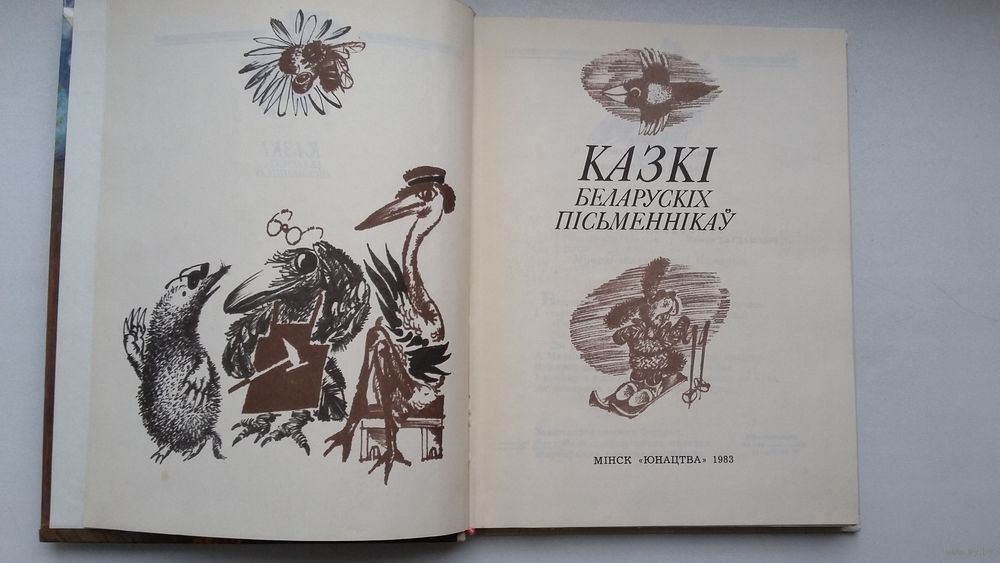 КАЗКІ
БЕЛАРУСКІХ
ПІСЬМЕННІКАЎ
МІНСК «ЮНАЦТВА» 1983